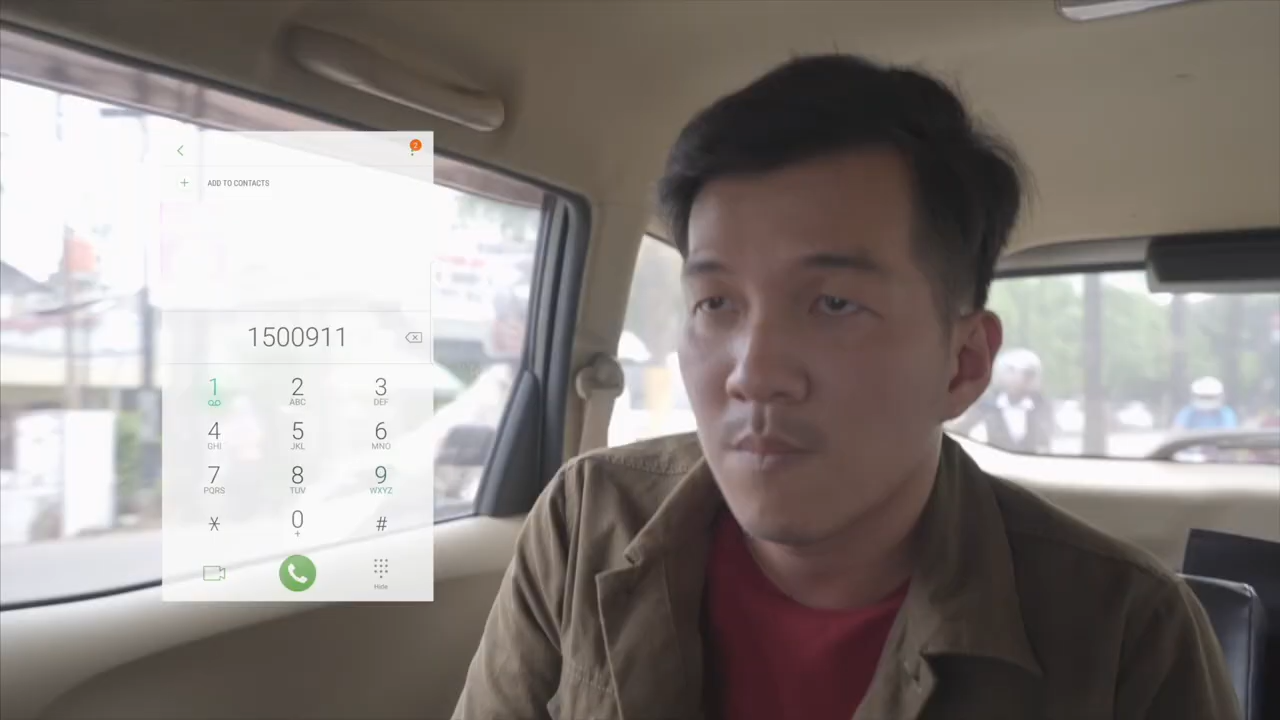 2
+ ADD TO CONTACTS
1500911
1 2 3
ABC DEF
4 5 6
GHI JKL MNO
7 8 9
PQRS TUV WXYZ
* 0 #
+
Hide